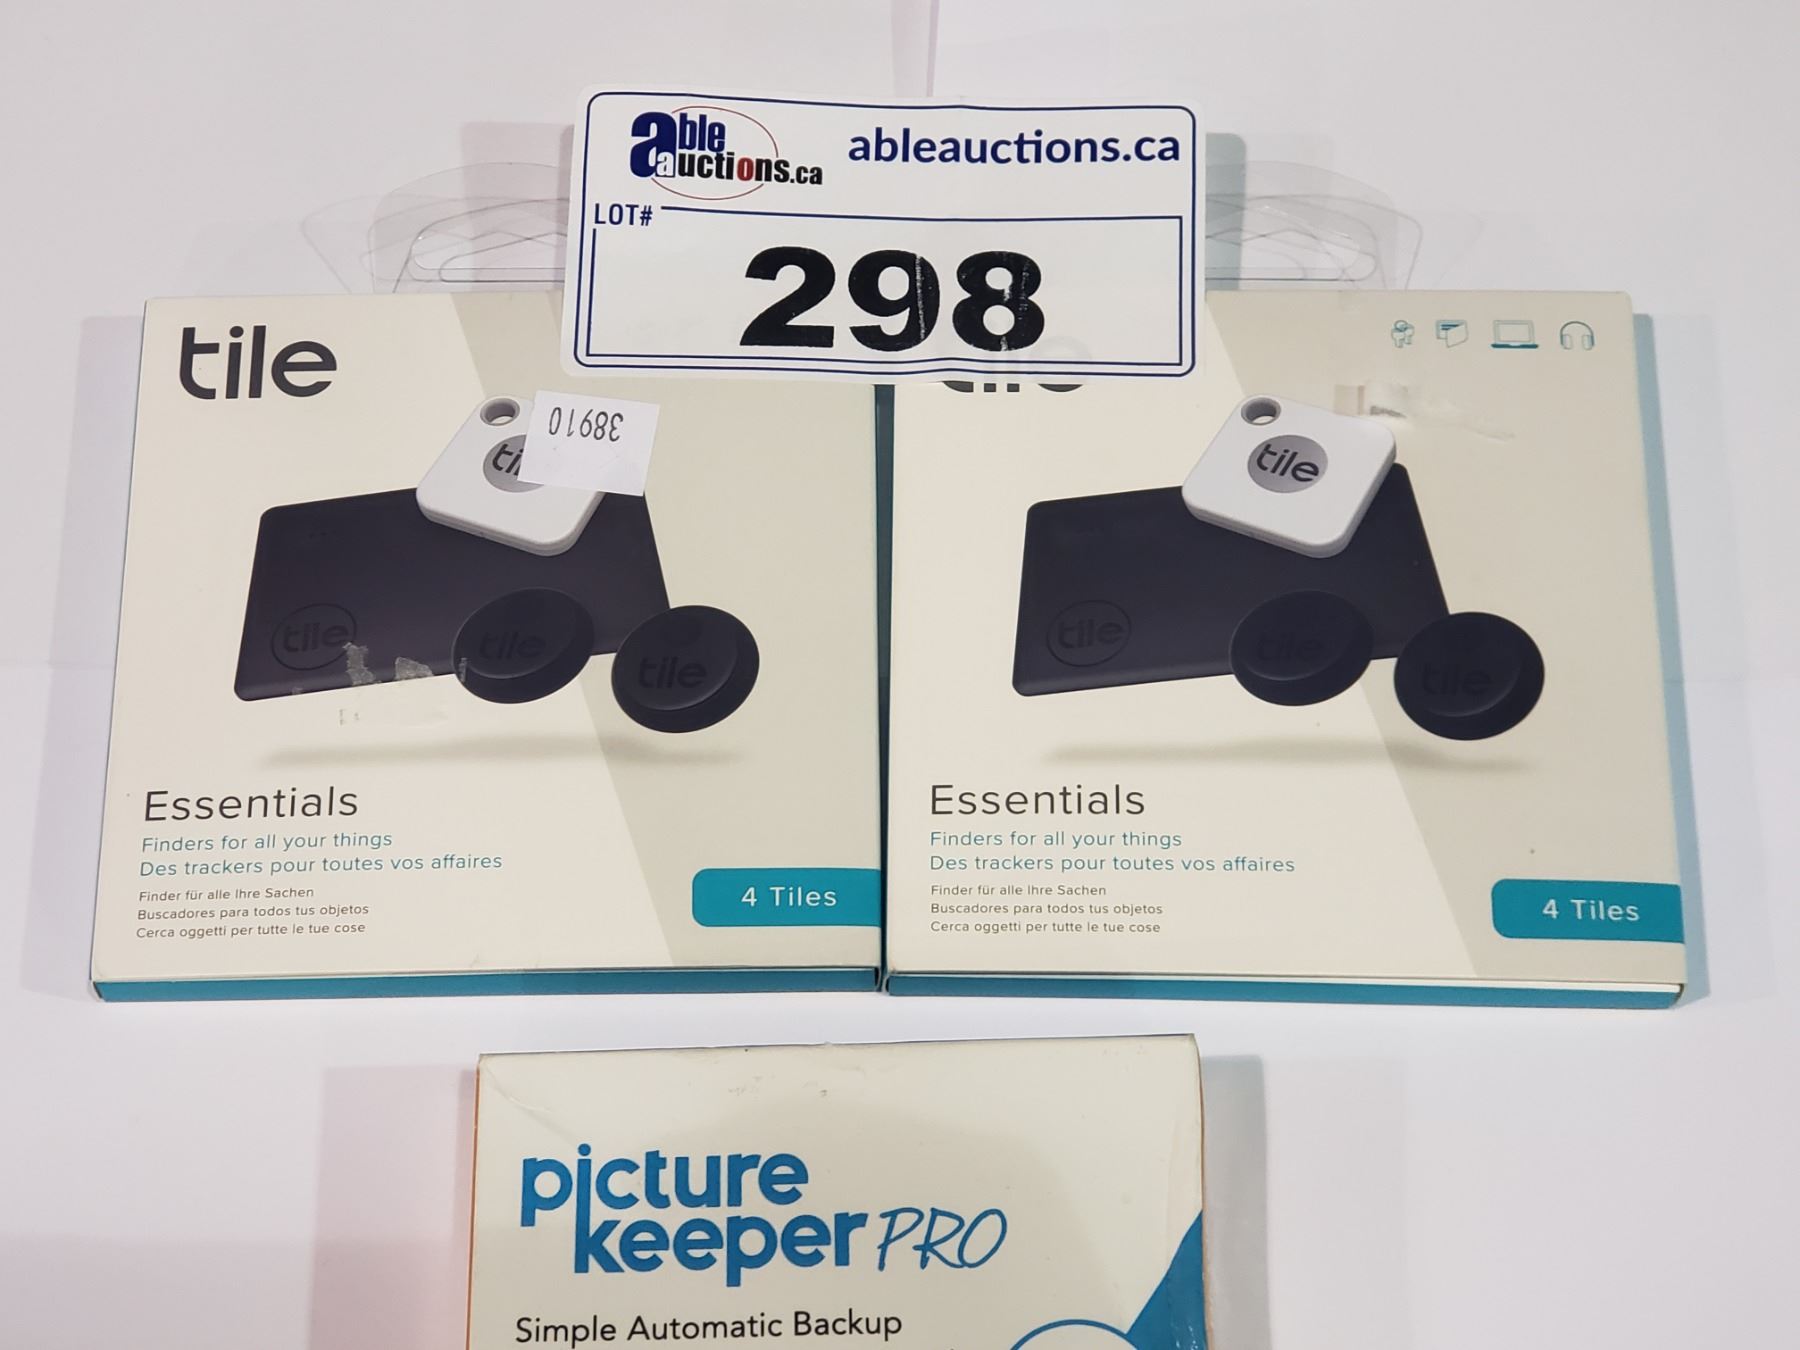 able auctions.ca
ableauctions.ca
LOT#
298
tile
38910
tile
tile
tile
Essentials
Finders for all your things
Des trackers pour toutes vos affaires
Finder für alle Ihre Sachen
Buscadores para todos tus objetos
Cerca oggetti per tutte le tue cose
4 Tiles
tile
tile
tile
tile
tile
Essentials
Finders for all your things
Des trackers pour toutes vos affaires
Finder für alle Ihre Sachen
Buscadores para todos tus objetos
Cerca oggetti per tutte le tue cose
4 Tiles
picture
keeper PRO
Simple Automatic Backup